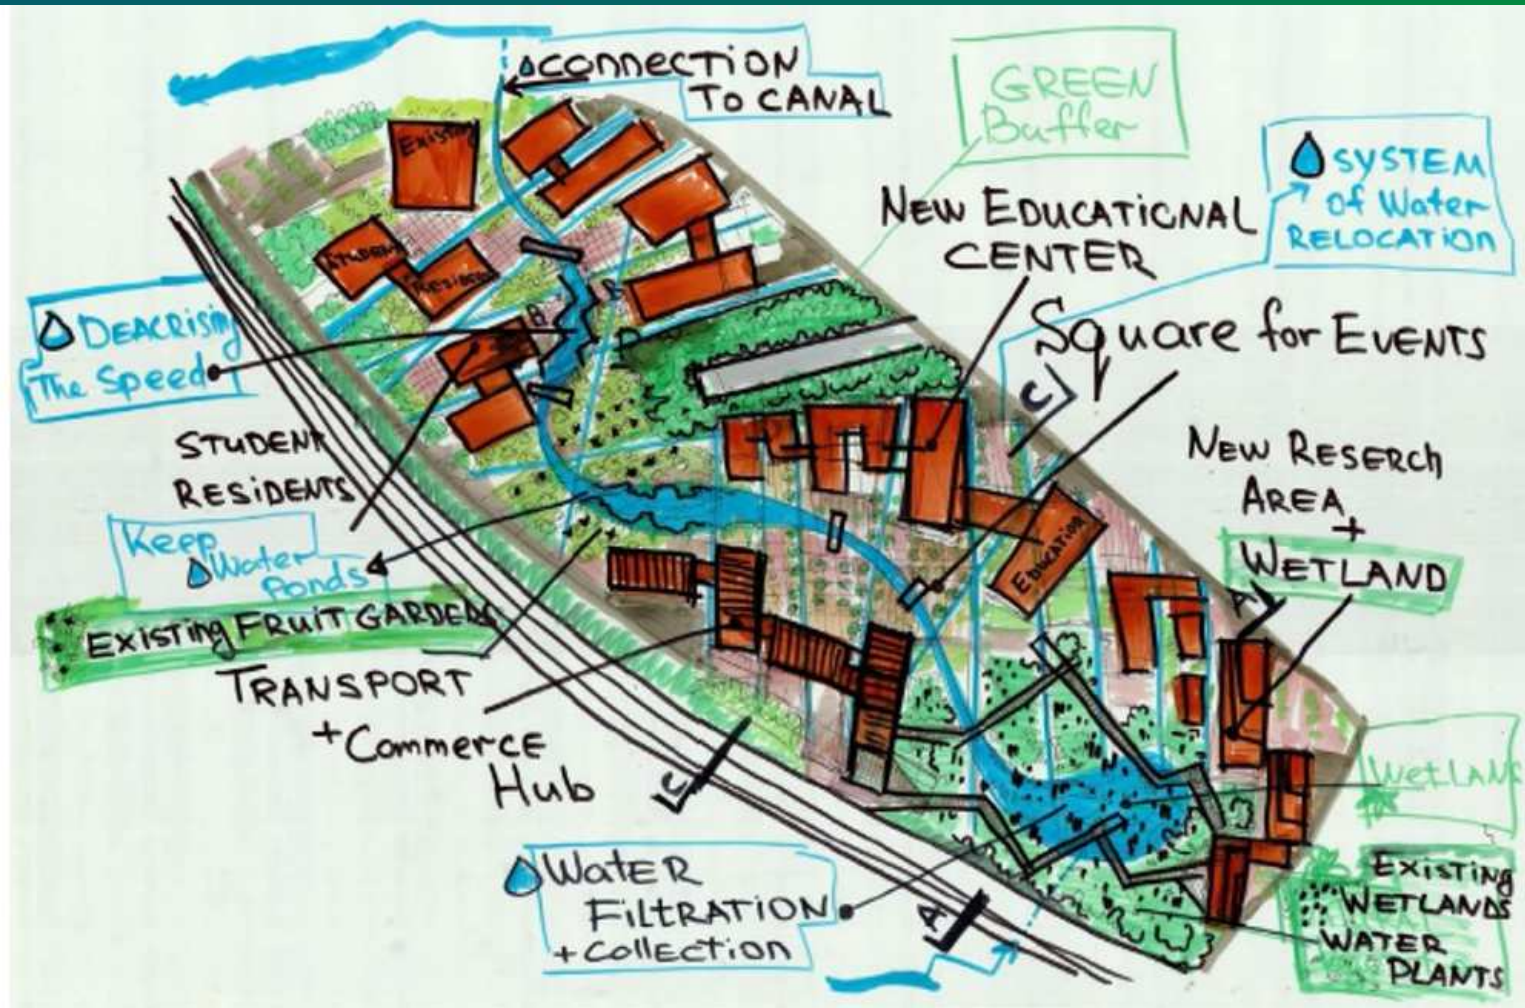 CONNECTION
TO CANAL
GREEN
Buffer
SYSTEM
of Water
RELOCATION
NEW EDUCATIONAL
CENTER
Square for EVENTS
Existing
STUDENT
RESIDENTS
DEACRISING
The Speed
B
B
STUDENT
RESIDENTS
C
NEW RESERCH
AREA
+
WETLAND
Keep
Water
Ponds
EXISTING FRUIT GARDENS
Education
A
TRANSPORT
+ Commerce
Hub
C
WETLAND
WATER
FILTRATION
+ Collection
A
EXISTING
WETLANDS
WATER
PLANTS